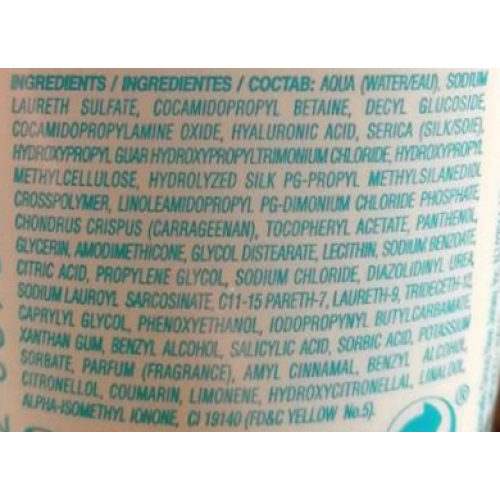 INGREDIENTS / INGREDIENTES / СОСТАВ: AQUA (WATER/EAU), SODIUM
LAURETH SULFATE, COCAMIDOPROPYL BETAINE, DECYL GLUCOSIDE,
COCAMIDOPROPYLAMINE OXIDE, HYALURONIC ACID, SERICA (SILK/SOIE),
HYDROXYPROPYL GUAR HYDROXYPROPYLTRIMONIUM CHLORIDE, HYDROXYPROPYL
METHYLCELLULOSE, HYDROLYZED SILK PG-PROPYL METHYLSILANEDIOL
CROSSPOLYMER, LINOLEAMIDOPROPYL PG-DIMONIUM CHLORIDE PHOSPHATE,
CHONDRUS CRISPUS (CARRAGEENAN), TOCOPHERYL ACETATE, PANTHENOL,
GLYCERIN, AMODIMETHICONE, GLYCOL DISTEARATE, LECITHIN, SODIUM BENZOATE,
CITRIC ACID, PROPYLENE GLYCOL, SODIUM CHLORIDE, DIAZOLIDINYL UREA,
SODIUM LAUROYL SARCOSINATE, C11-15 PARETH-7, LAURETH-9, TRIDECETH-12,
CAPRYLYL GLYCOL, PHENOXYETHANOL, IODOPROPYNYL BUTYLCARBAMATE,
XANTHAN GUM, BENZYL ALCOHOL, SALICYLIC ACID, SORBIC ACID, POTASSIUM
SORBATE, PARFUM (FRAGRANCE), AMYL CINNAMAL, BENZYL ALCOHOL,
CITRONELLOL, COUMARIN, LIMONENE, HYDROXYCITRONELLAL, LINALOOL,
ALPHA-ISOMETHYL IONONE, CI 19140 (FD&C YELLOW No.5).
®